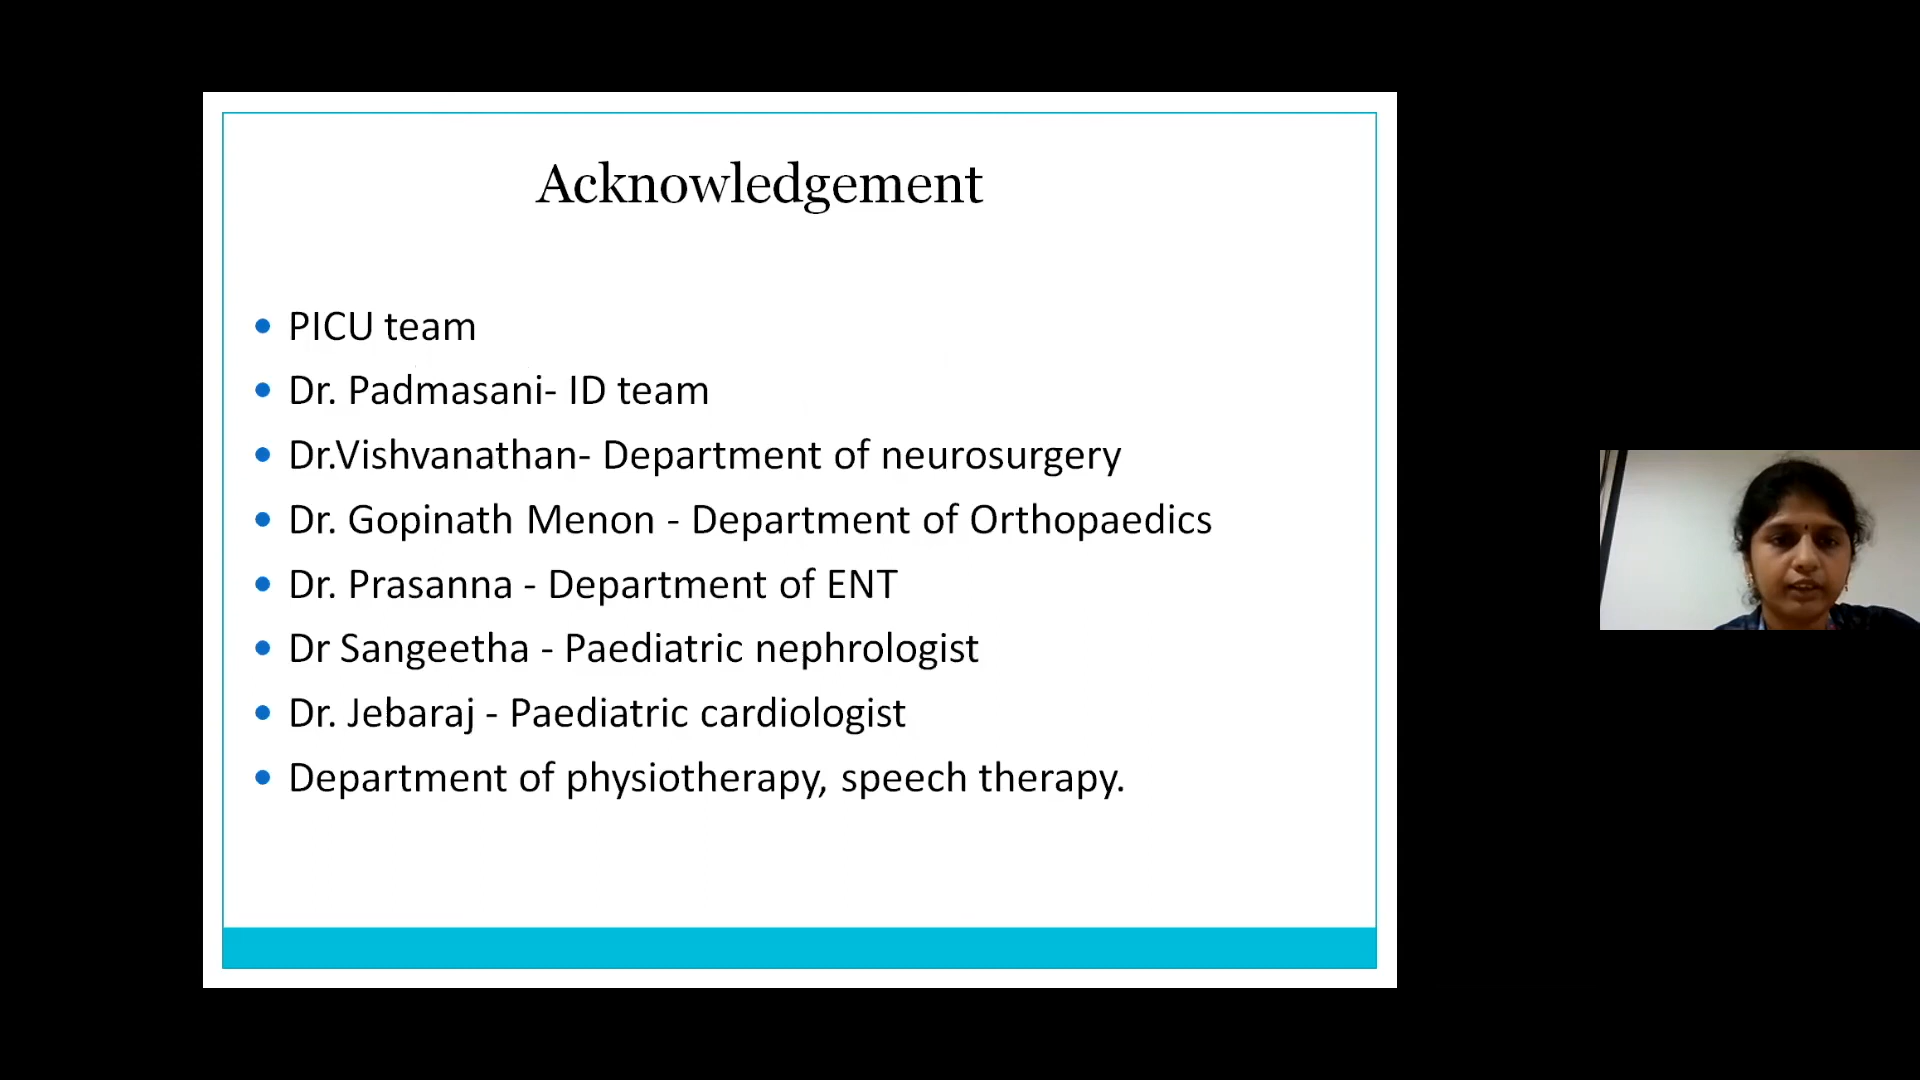 Acknowledgement
• PICU team
• Dr. Padmasani- ID team
• Dr.Vishvanathan- Department of neurosurgery
• Dr. Gopinath Menon - Department of Orthopaedics
• Dr. Prasanna - Department of ENT
• Dr Sangeetha - Paediatric nephrologist
• Dr. Jebaraj - Paediatric cardiologist
• Department of physiotherapy, speech therapy.